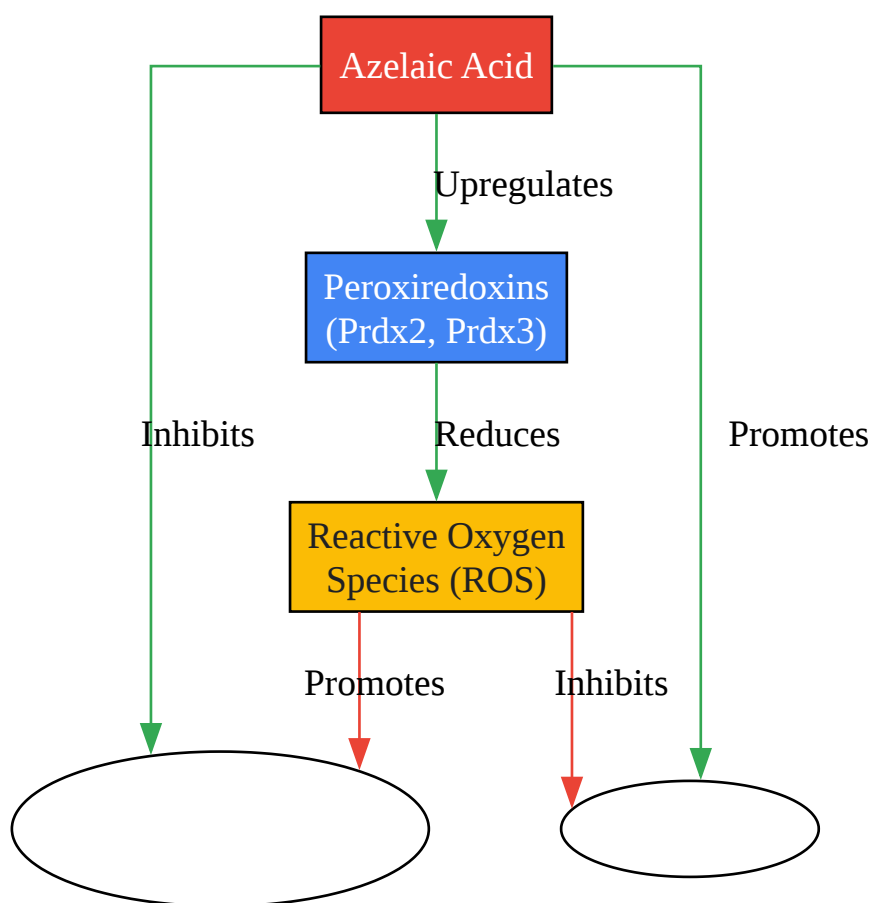 Azelaic Acid
Upregulates
Peroxiredoxins
(Prdx2, Prdx3)
Inhibits
Reduces
Promotes
Reactive Oxygen
Species (ROS)
Promotes
Inhibits